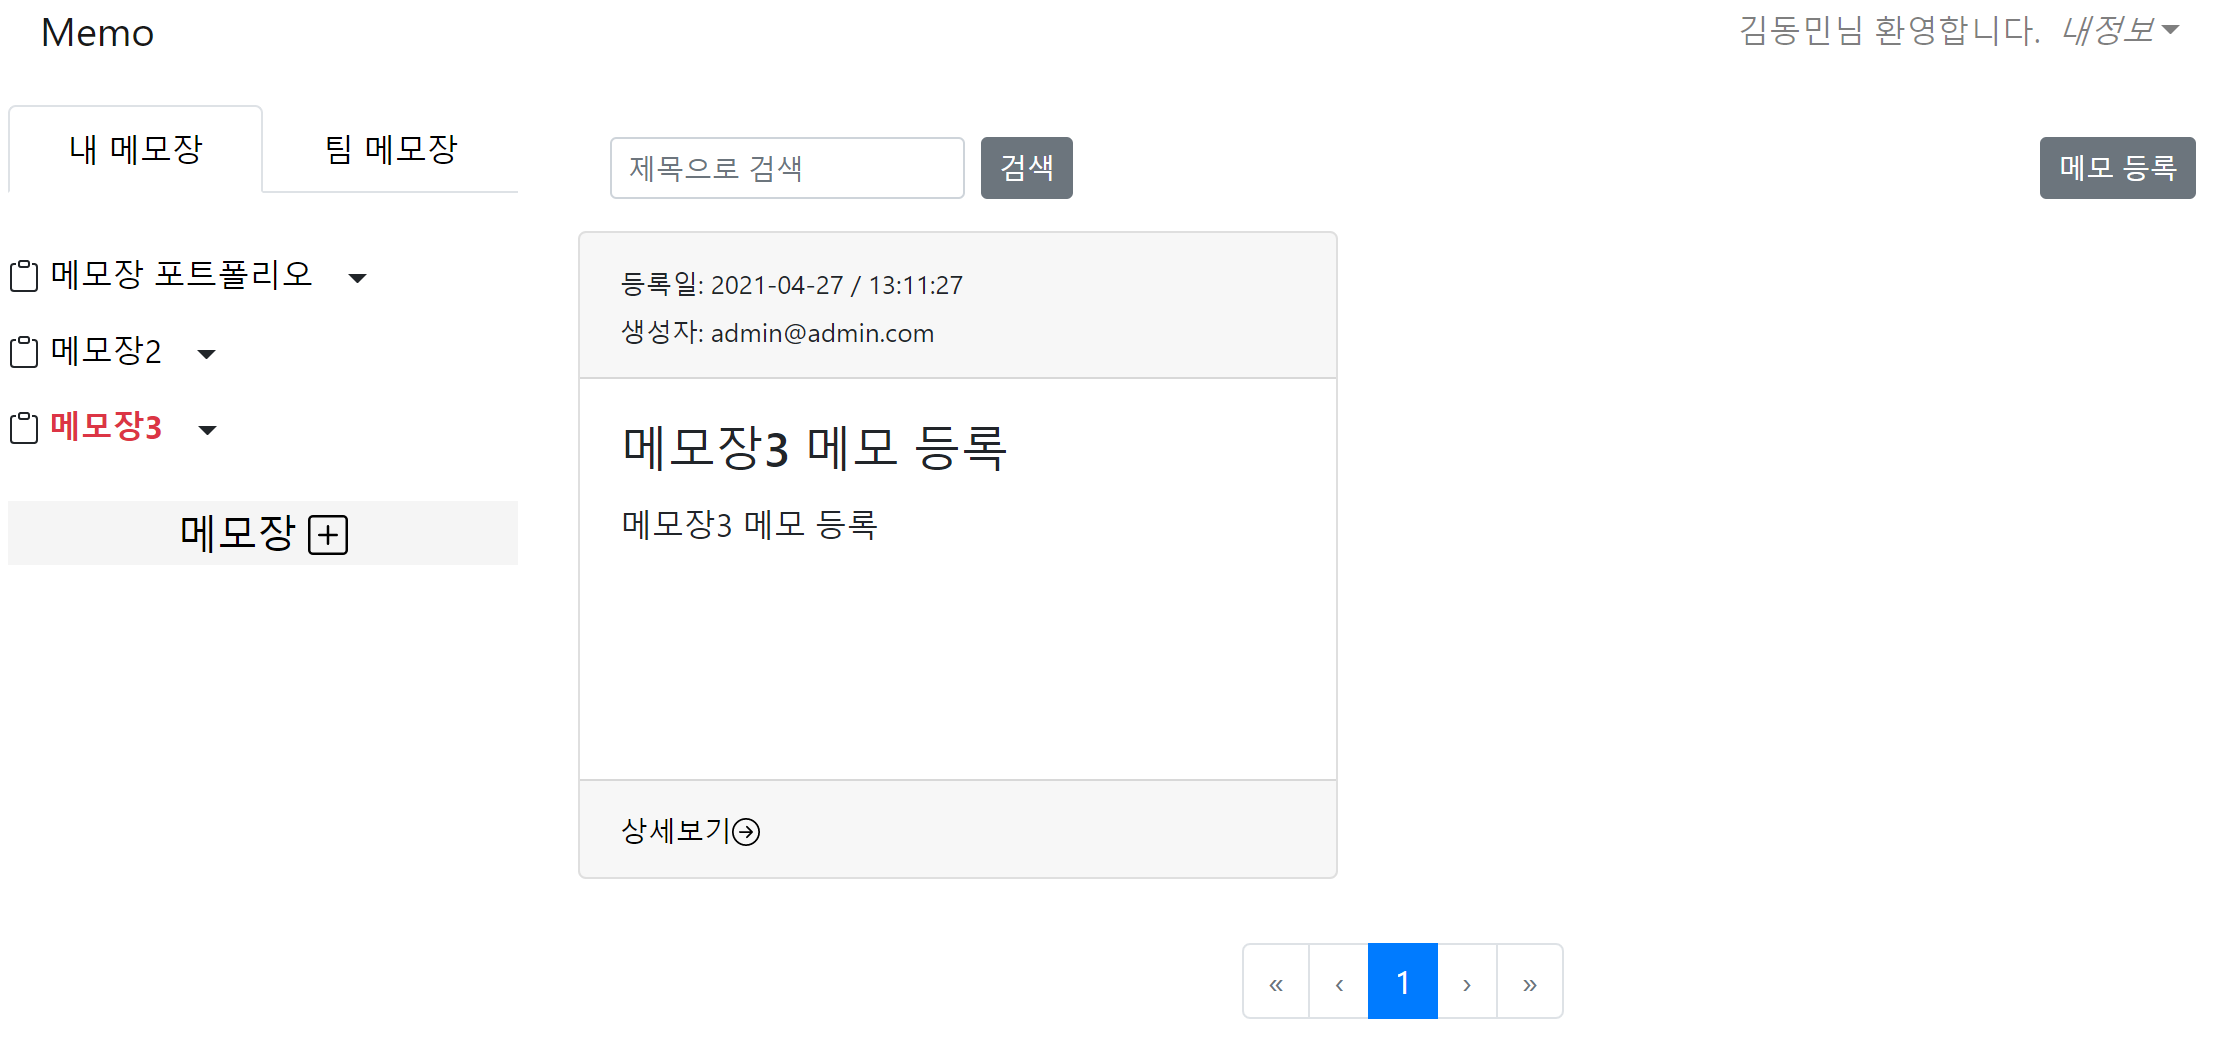 Memo
김동민님 환영합니다. 내정보
내 메모장
팀 메모장
메모장 포트폴리오
메모장2
메모장3
메모장
제목으로 검색
검색
메모 등록
등록일: 2021-04-27 / 13:11:27
생성자: admin@admin.com
메모장3 메모 등록
메모장3 메모 등록
상세보기
« ‹ 1 › »